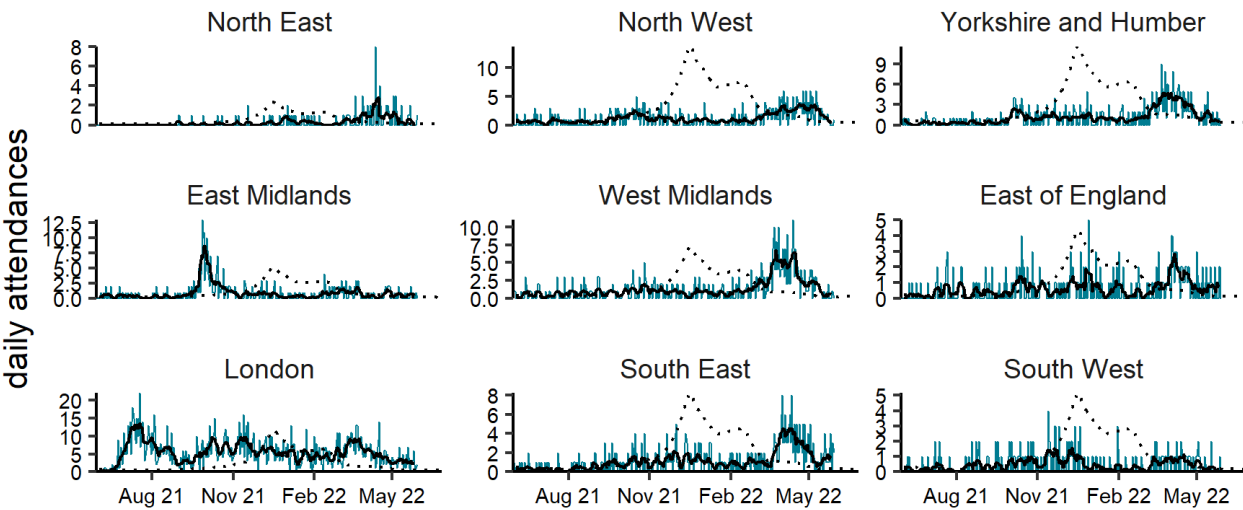 North East North West Yorkshire and Humber
8 6 4 2 0
10 5 0
9 6 3 0
daily attendances
East Midlands West Midlands East of England
12.5 10.0 7.5 5.0 2.5 0.0
10.0 7.5 5.0 2.5 0.0
5 4 3 2 1 0
London South East South West
20 15 10 5 0
8 6 4 2 0
5 4 3 2 1 0
Aug 21 Nov 21 Feb 22 May 22 Aug 21 Nov 21 Feb 22 May 22 Aug 21 Nov 21 Feb 22 May 22